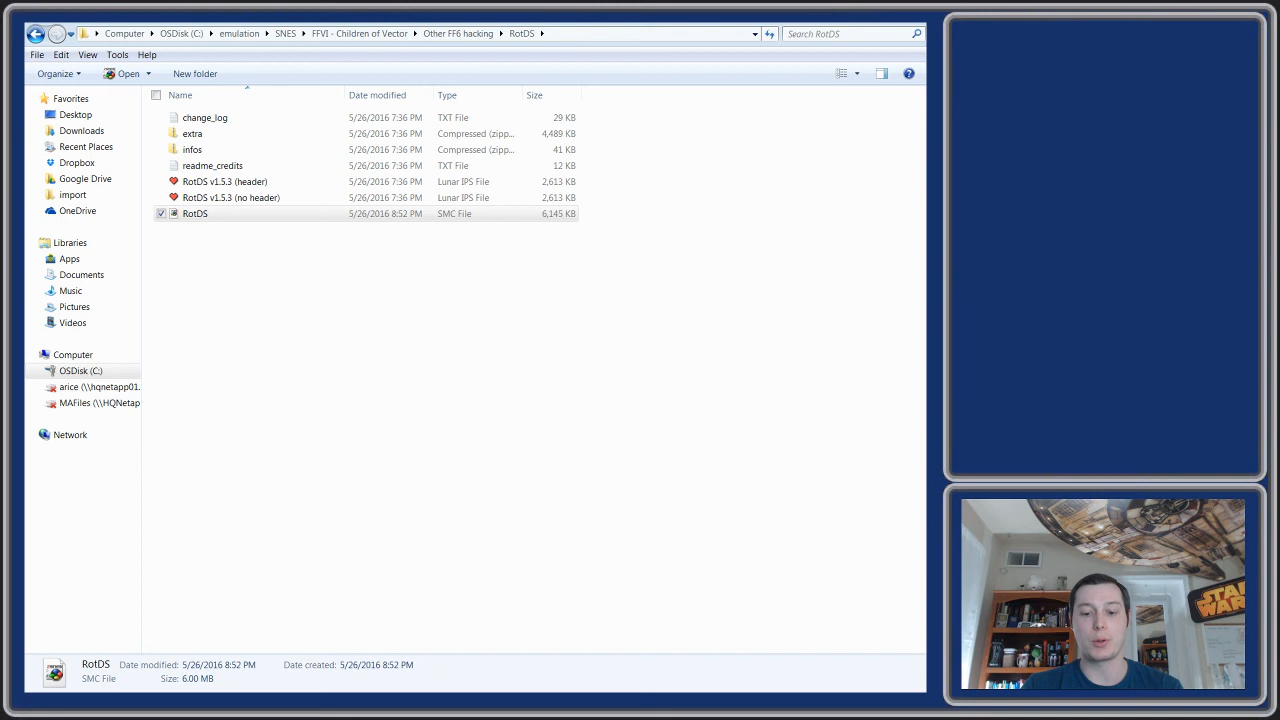 Computer OSDisk (C:) emulation SNES FFVI - Children of Vector Other FF6 hacking RotDS
Search RotDS
File Edit View Tools Help
Organize Open New folder
Favorites
Desktop
Downloads
Recent Places
Dropbox
Google Drive
import
OneDrive
Libraries
Apps
Documents
Music
Pictures
Videos
Computer
OSDisk (C:)
arice (\\hqnetapp01.
MAFiles (\\HQNetap
Network
Name Date modified Type Size
change_log 5/26/2016 7:36 PM TXT File 29 KB
extra 5/26/2016 7:36 PM Compressed (zipp... 4,489 KB
infos 5/26/2016 7:36 PM Compressed (zipp... 41 KB
readme_credits 5/26/2016 7:36 PM TXT File 12 KB
RotDS v1.5.3 (header) 5/26/2016 7:36 PM Lunar IPS File 2,613 KB
RotDS v1.5.3 (no header) 5/26/2016 7:36 PM Lunar IPS File 2,613 KB
RotDS 5/26/2016 8:52 PM SMC File 6,145 KB
RotDS Date modified: 5/26/2016 8:52 PM Date created: 5/26/2016 8:52 PM
SMC File Size: 6.00 MB
STAR
WARS